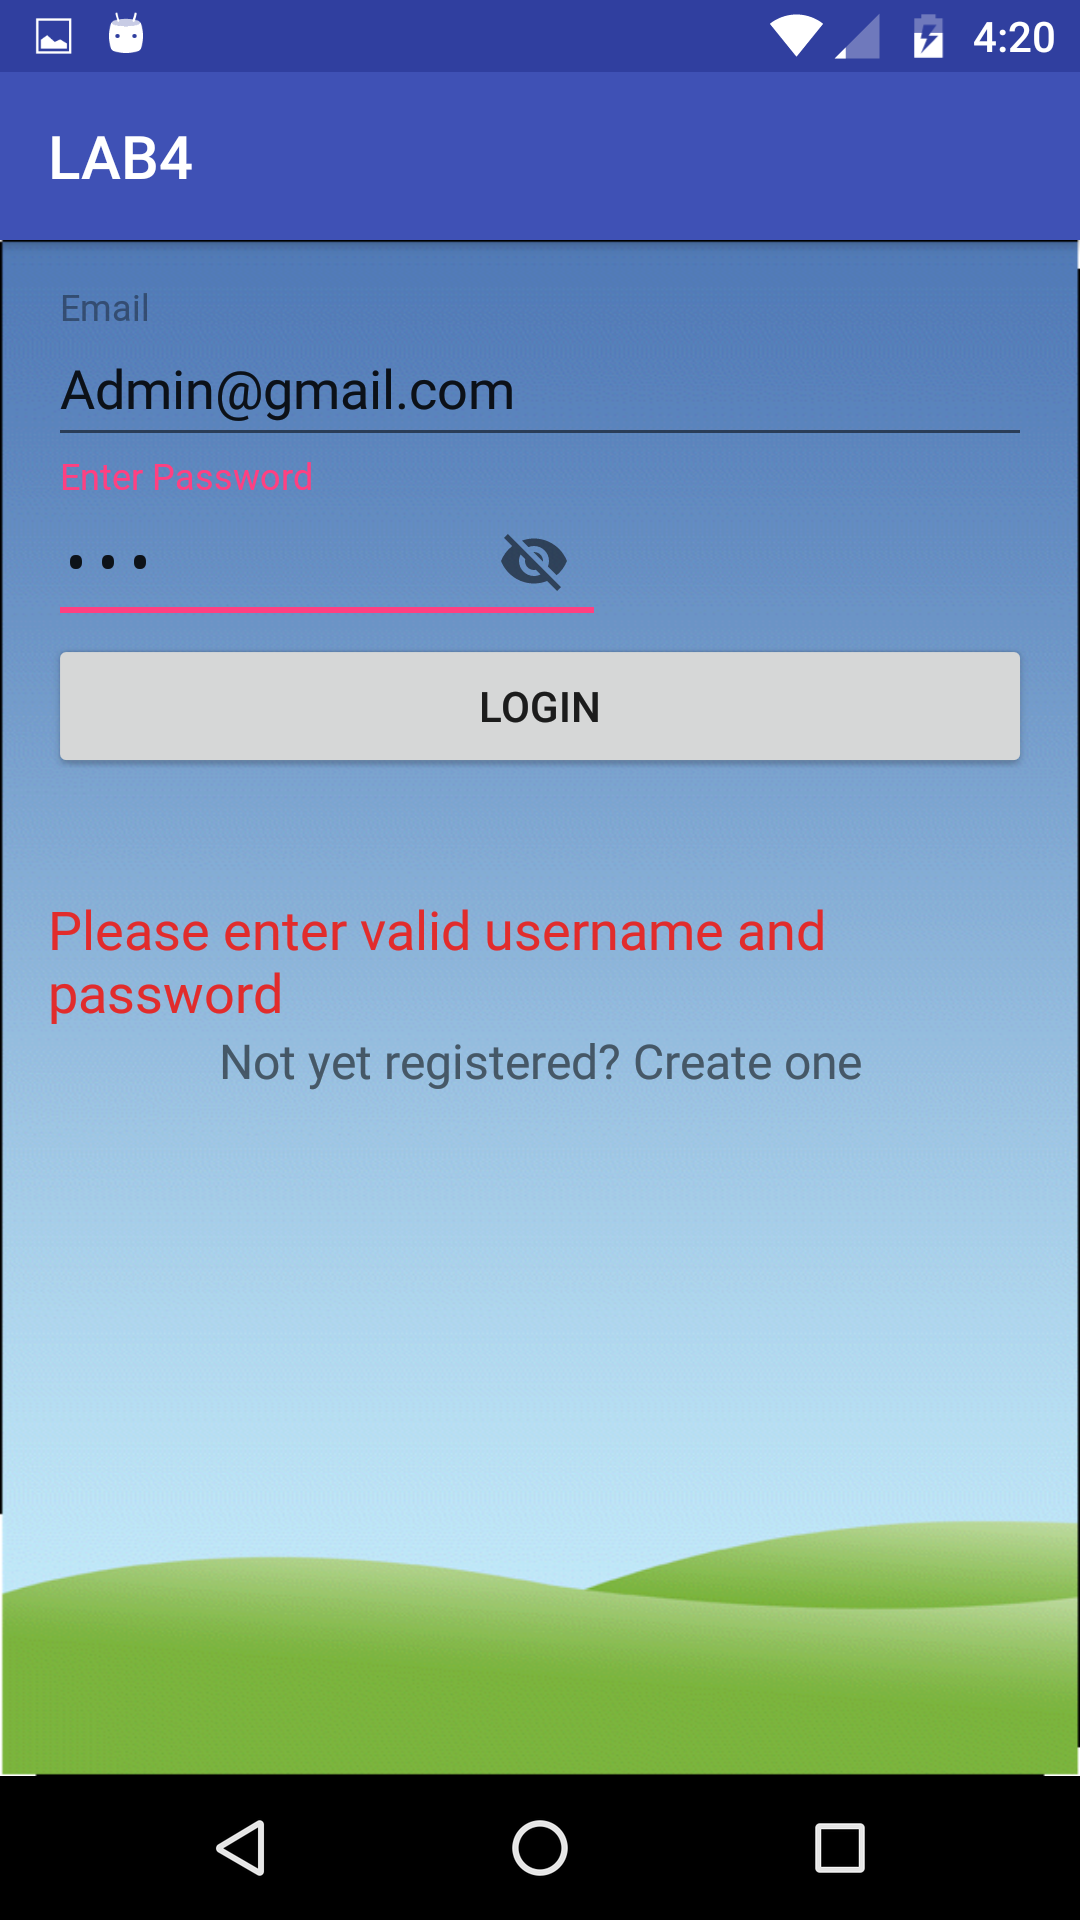 4:20
LAB4
Email
Admin@gmail.com
Enter Password
•••
LOGIN
Please enter valid username and
password
Not yet registered? Create one